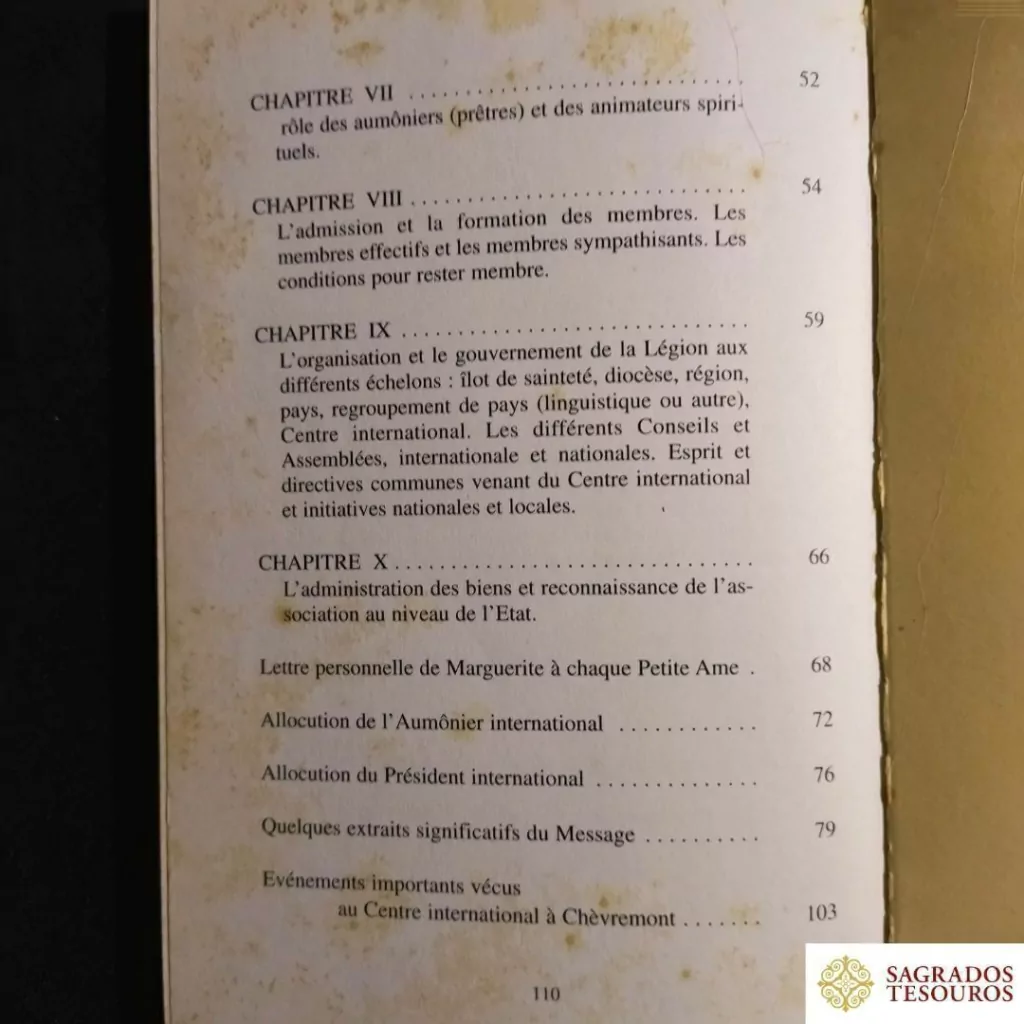 CHAPITRE VII ........................ 52
rôle des aumôniers (prêtres) et des animateurs spiri-
tuels.
CHAPITRE VIII ........................ 54
L'admission et la formation des membres. Les
membres effectifs et les membres sympathisants. Les
conditions pour rester membre.
CHAPITRE IX ........................ 59
L'organisation et le gouvernement de la Légion aux
différents échelons : îlot de sainteté, diocèse, région,
pays, regroupement de pays (linguistique ou autre),
Centre international. Les différents Conseils et
Assemblées, internationale et nationales. Esprit et
directives communes venant du Centre international
et initiatives nationales et locales.
CHAPITRE X ........................ 66
L'administration des biens et reconnaissance de l'as-
sociation au niveau de l'Etat.
Lettre personnelle de Marguerite à chaque Petite Ame . 68
Allocution de l'Aumônier international ............ 72
Allocution du Président international ............ 76
Quelques extraits significatifs du Message ......... 79
Evénements importants vécus
au Centre international à Chèvremont ....... 103
110
SAGRADOS
TESOUROS